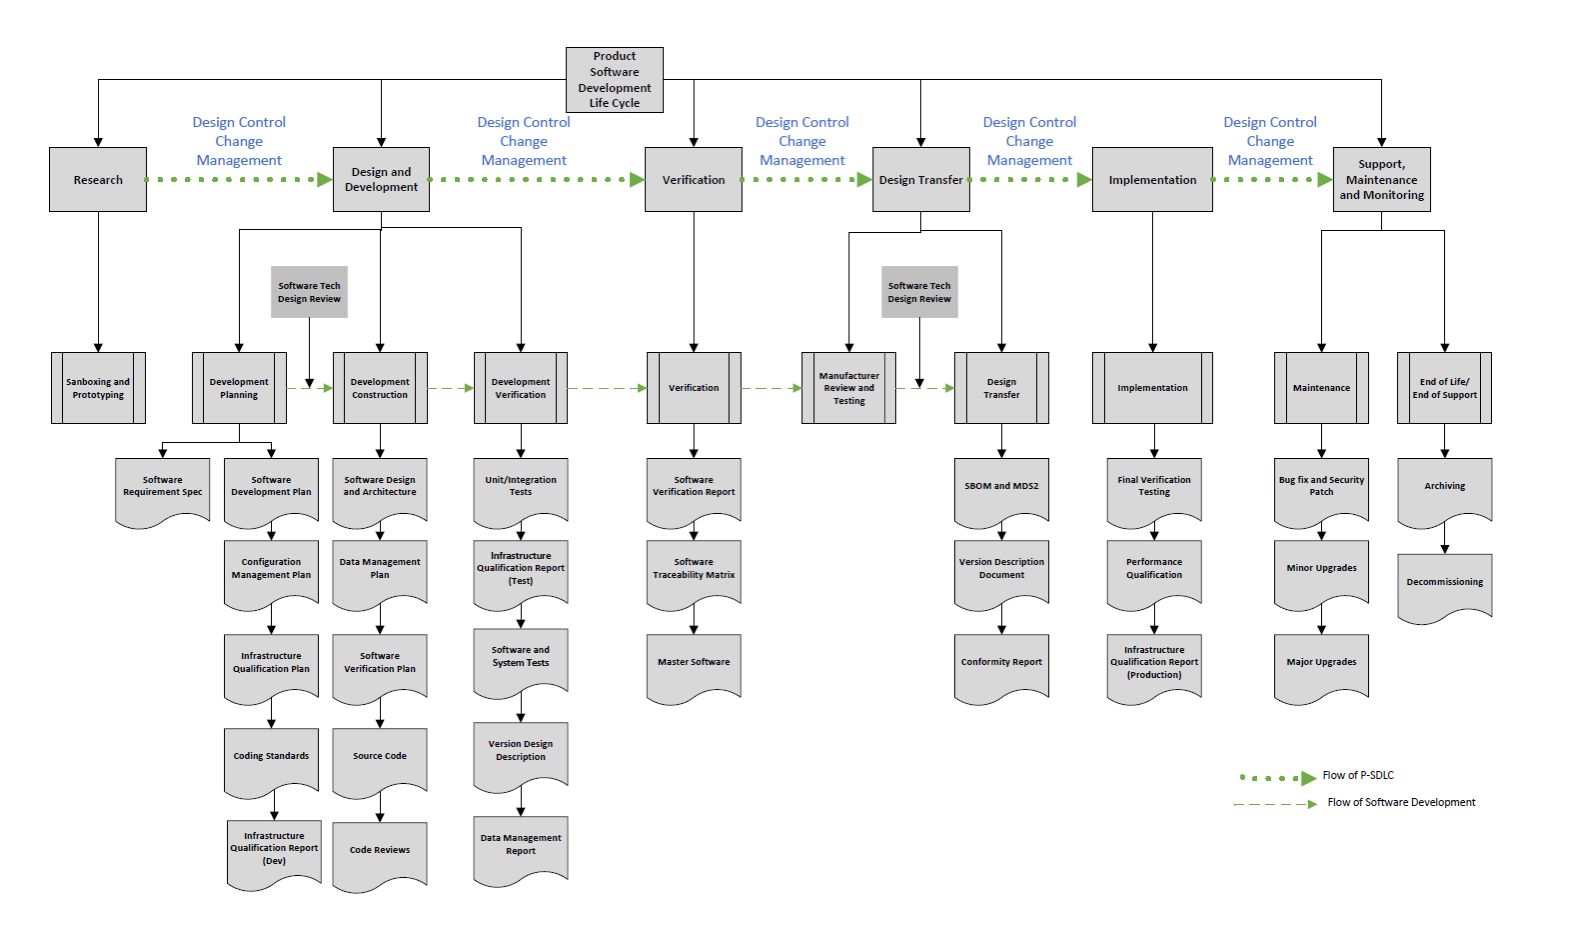 Product
Software
Development
Life Cycle
Design Control
Change
Management
Design Control
Change
Management
Design Control
Change
Management
Design Control
Change
Management
Design Control
Change
Management
Research
Design and
Development
Verification
Design Transfer
Implementation
Support,
Maintenance
and Monitoring
Software Tech
Design Review
Software Tech
Design Review
Sanboxing and
Prototyping
Development
Planning
Development
Construction
Development
Verification
Verification
Manufacturer
Review and
Testing
Design
Transfer
Implementation
Maintenance
End of Life/
End of Support
Software
Requirement Spec
Software
Development Plan
Software Design
and Architecture
Unit/Integration
Tests
Software
Verification Report
SBOM and MDS2
Final Verification
Testing
Bug fix and Security
Patch
Archiving
Configuration
Management Plan
Data Management
Plan
Infrastructure
Qualification Report
(Test)
Software
Traceability Matrix
Version Description
Document
Performance
Qualification
Minor Upgrades
Decommissioning
Infrastructure
Qualification Plan
Software
Verification Plan
Software and
System Tests
Master Software
Conformity Report
Infrastructure
Qualification Report
(Production)
Major Upgrades
Coding Standards
Source Code
Version Design
Description
Infrastructure
Qualification Report
(Dev)
Code Reviews
Data Management
Report
Flow of P-SDLC
Flow of Software Development